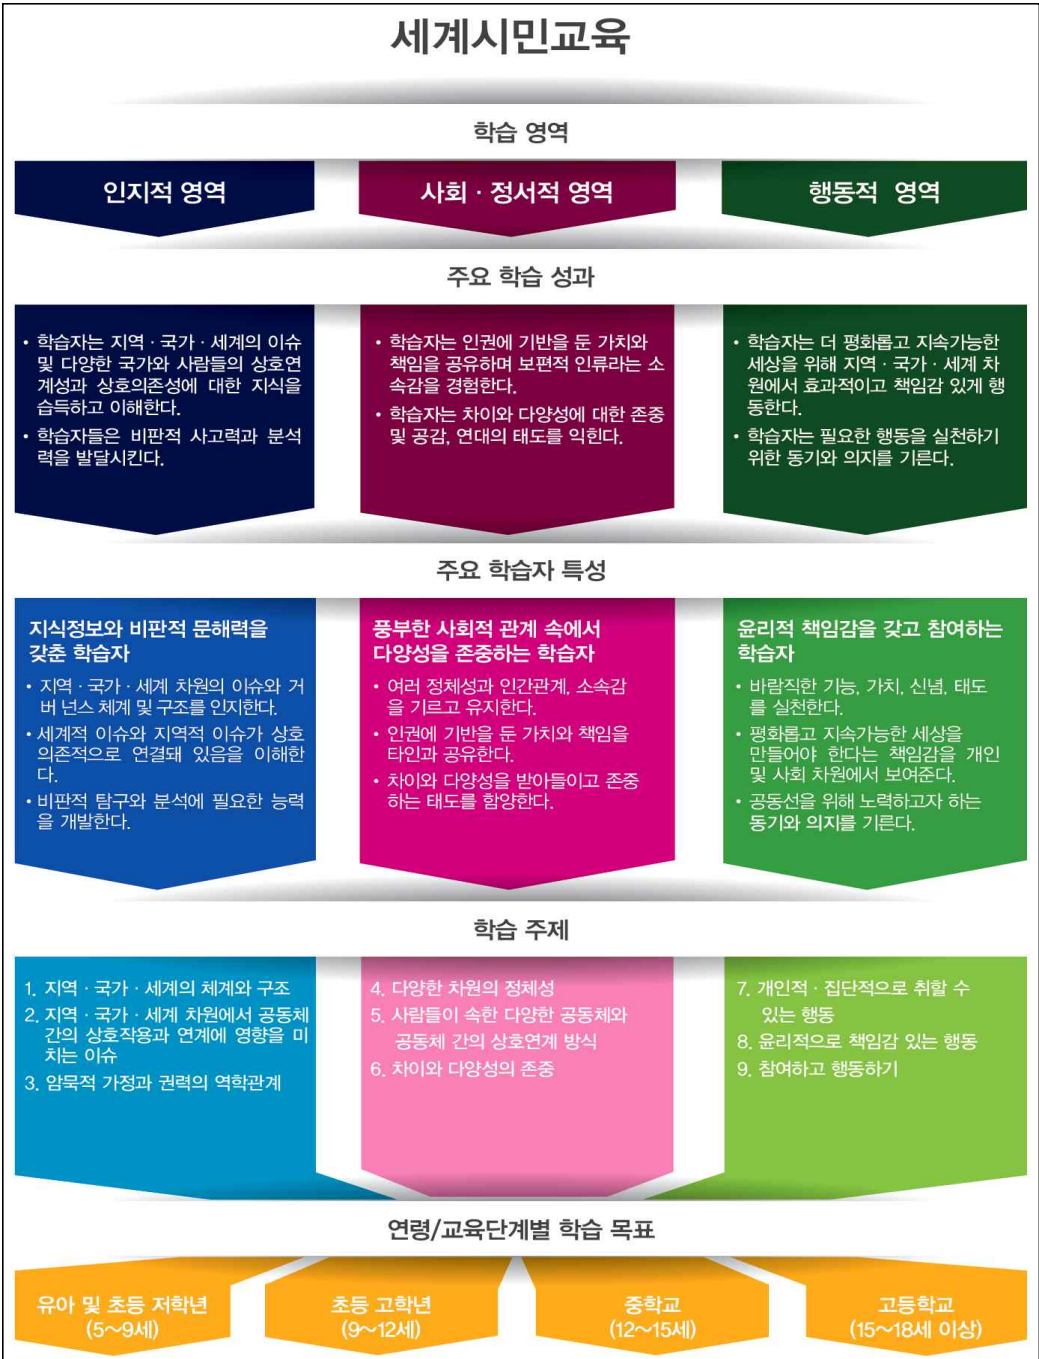 세계시민교육
학습 영역
인지적 영역
사회 · 정서적 영역
행동적 영역
주요 학습 성과
• 학습자는 지역 · 국가 · 세계의 이슈
및 다양한 국가와 사람들의 상호연
계성과 상호의존성에 대한 지식을
습득하고 이해한다.
• 학습자들은 비판적 사고력과 분석
력을 발달시킨다.
• 학습자는 인권에 기반을 둔 가치와
책임을 공유하며 보편적 인류라는 소
속감을 경험한다.
• 학습자는 차이와 다양성에 대한 존중
및 공감, 연대의 태도를 익힌다.
• 학습자는 더 평화롭고 지속가능한
세상을 위해 지역 · 국가 · 세계 차
원에서 효과적이고 책임감 있게 행
동한다.
• 학습자는 필요한 행동을 실천하기
위한 동기와 의지를 기른다.
주요 학습자 특성
지식정보와 비판적 문해력을
갖춘 학습자
• 지역 · 국가 · 세계 차원의 이슈와 거
버 넌스 체계 및 구조를 인지한다.
• 세계적 이슈와 지역적 이슈가 상호
의존적으로 연결돼 있음을 이해한
다.
• 비판적 탐구와 분석에 필요한 능력
을 개발한다.
풍부한 사회적 관계 속에서
다양성을 존중하는 학습자
• 여러 정체성과 인간관계, 소속감
을 기르고 유지한다.
• 인권에 기반을 둔 가치와 책임을
타인과 공유한다.
• 차이와 다양성을 받아들이고 존중
하는 태도를 함양한다.
윤리적 책임감을 갖고 참여하는
학습자
• 바람직한 기능, 가치, 신념, 태도
를 실천한다.
• 평화롭고 지속가능한 세상을
만들어야 한다는 책임감을 개인
및 사회 차원에서 보여준다.
• 공동선을 위해 노력하고자 하는
동기와 의지를 기른다.
학습 주제
1. 지역 · 국가 · 세계의 체계와 구조
2. 지역 · 국가 · 세계 차원에서 공동체
간의 상호작용과 연계에 영향을 미
치는 이슈
3. 암묵적 가정과 권력의 역학관계
4. 다양한 차원의 정체성
5. 사람들이 속한 다양한 공동체와
공동체 간의 상호연계 방식
6. 차이와 다양성의 존중
7. 개인적 · 집단적으로 취할 수
있는 행동
8. 윤리적으로 책임감 있는 행동
9. 참여하고 행동하기
연령/교육단계별 학습 목표
유아 및 초등 저학년
(5~9세)
초등 고학년
(9~12세)
중학교
(12~15세)
고등학교
(15~18세 이상)